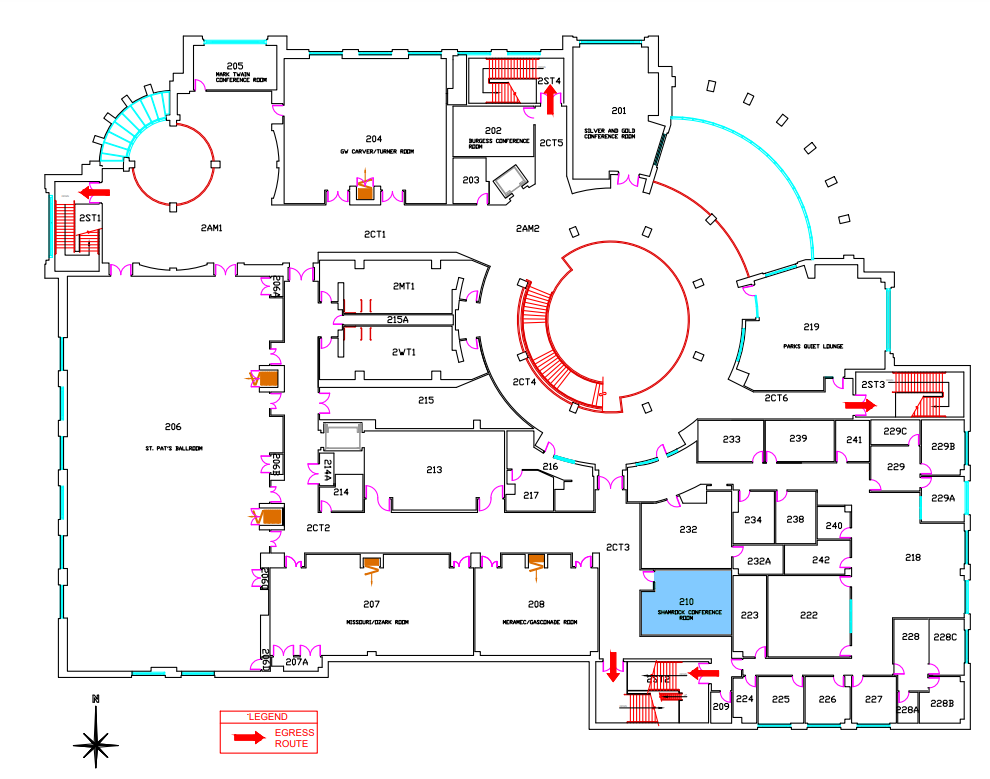 205
MARK TWAIN
CONFERENCE ROOM
2ST4
201
SILVER AND GOLD
CONFERENCE ROOM
204
GW CARVER/TURNER ROOM
202
BURGESS CONFERENCE
ROOM
2CT5
203
2ST1
2AM1
2CT1
2AM2
206A
2MT1
215A
2WT1
219
PARKS QUIET LOUNGE
2CT4
2ST3
2CT6
215
206
ST. PAT'S BALLROOM
206B
233
239
241
229C
229B
229
229A
213
214A
214
216
217
2CT2
2CT3
232
234
238
240
232A
242
218
206C
207
MISSOURI/OZARK ROOM
208
MERAMEC/GASCONADE ROOM
210
SHAMROCK CONFERENCE
ROOM
223
222
228
228C
206D
207A
2ST2
209
224
225
226
227
228A
228B
N
LEGEND
EGRESS
ROUTE